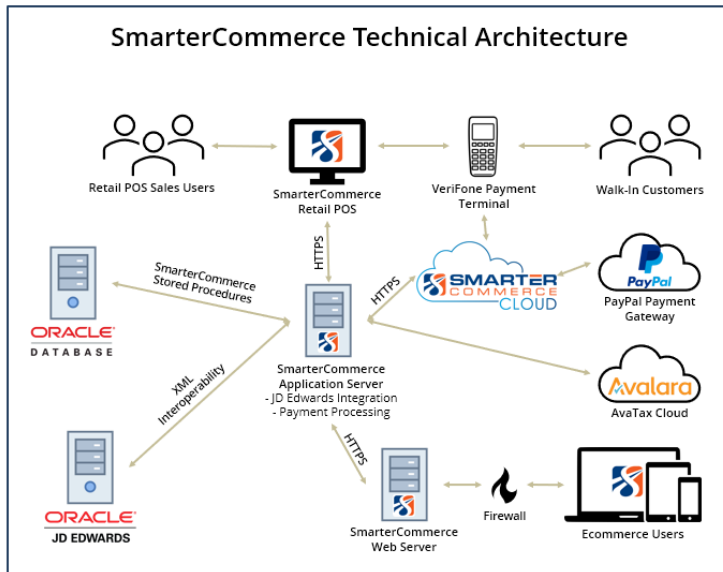 SmarterCommerce Technical Architecture
Retail POS Sales Users
SmarterCommerce
Retail POS
VeriFone Payment
Terminal
Walk-In Customers
HTTPS
SmarterCommerce
Stored Procedures
HTTPS
SMARTER
COMMERCE
CLOUD
PayPal
PayPal Payment
Gateway
ORACLE®
DATABASE
XML
Interoperability
SmarterCommerce
Application Server
- JD Edwards Integration
- Payment Processing
Avalara
AvaTax Cloud
HTTPS
ORACLE®
JD EDWARDS
SmarterCommerce
Web Server
Firewall
Ecommerce Users